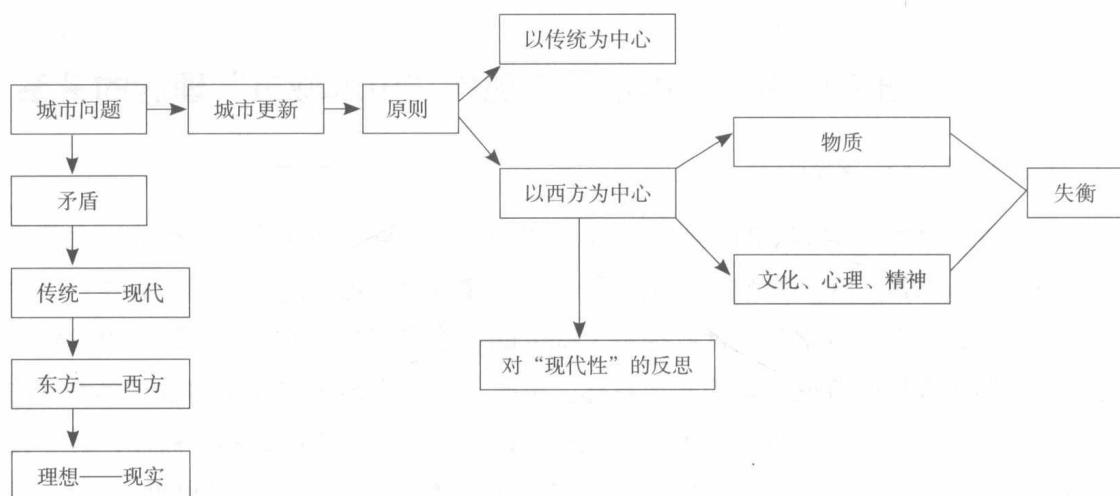 以传统为中心
城市问题
城市更新
原则
物质
矛盾
以西方为中心
失衡
传统——现代
文化、心理、精神
对“现代性”的反思
东方——西方
理想——现实